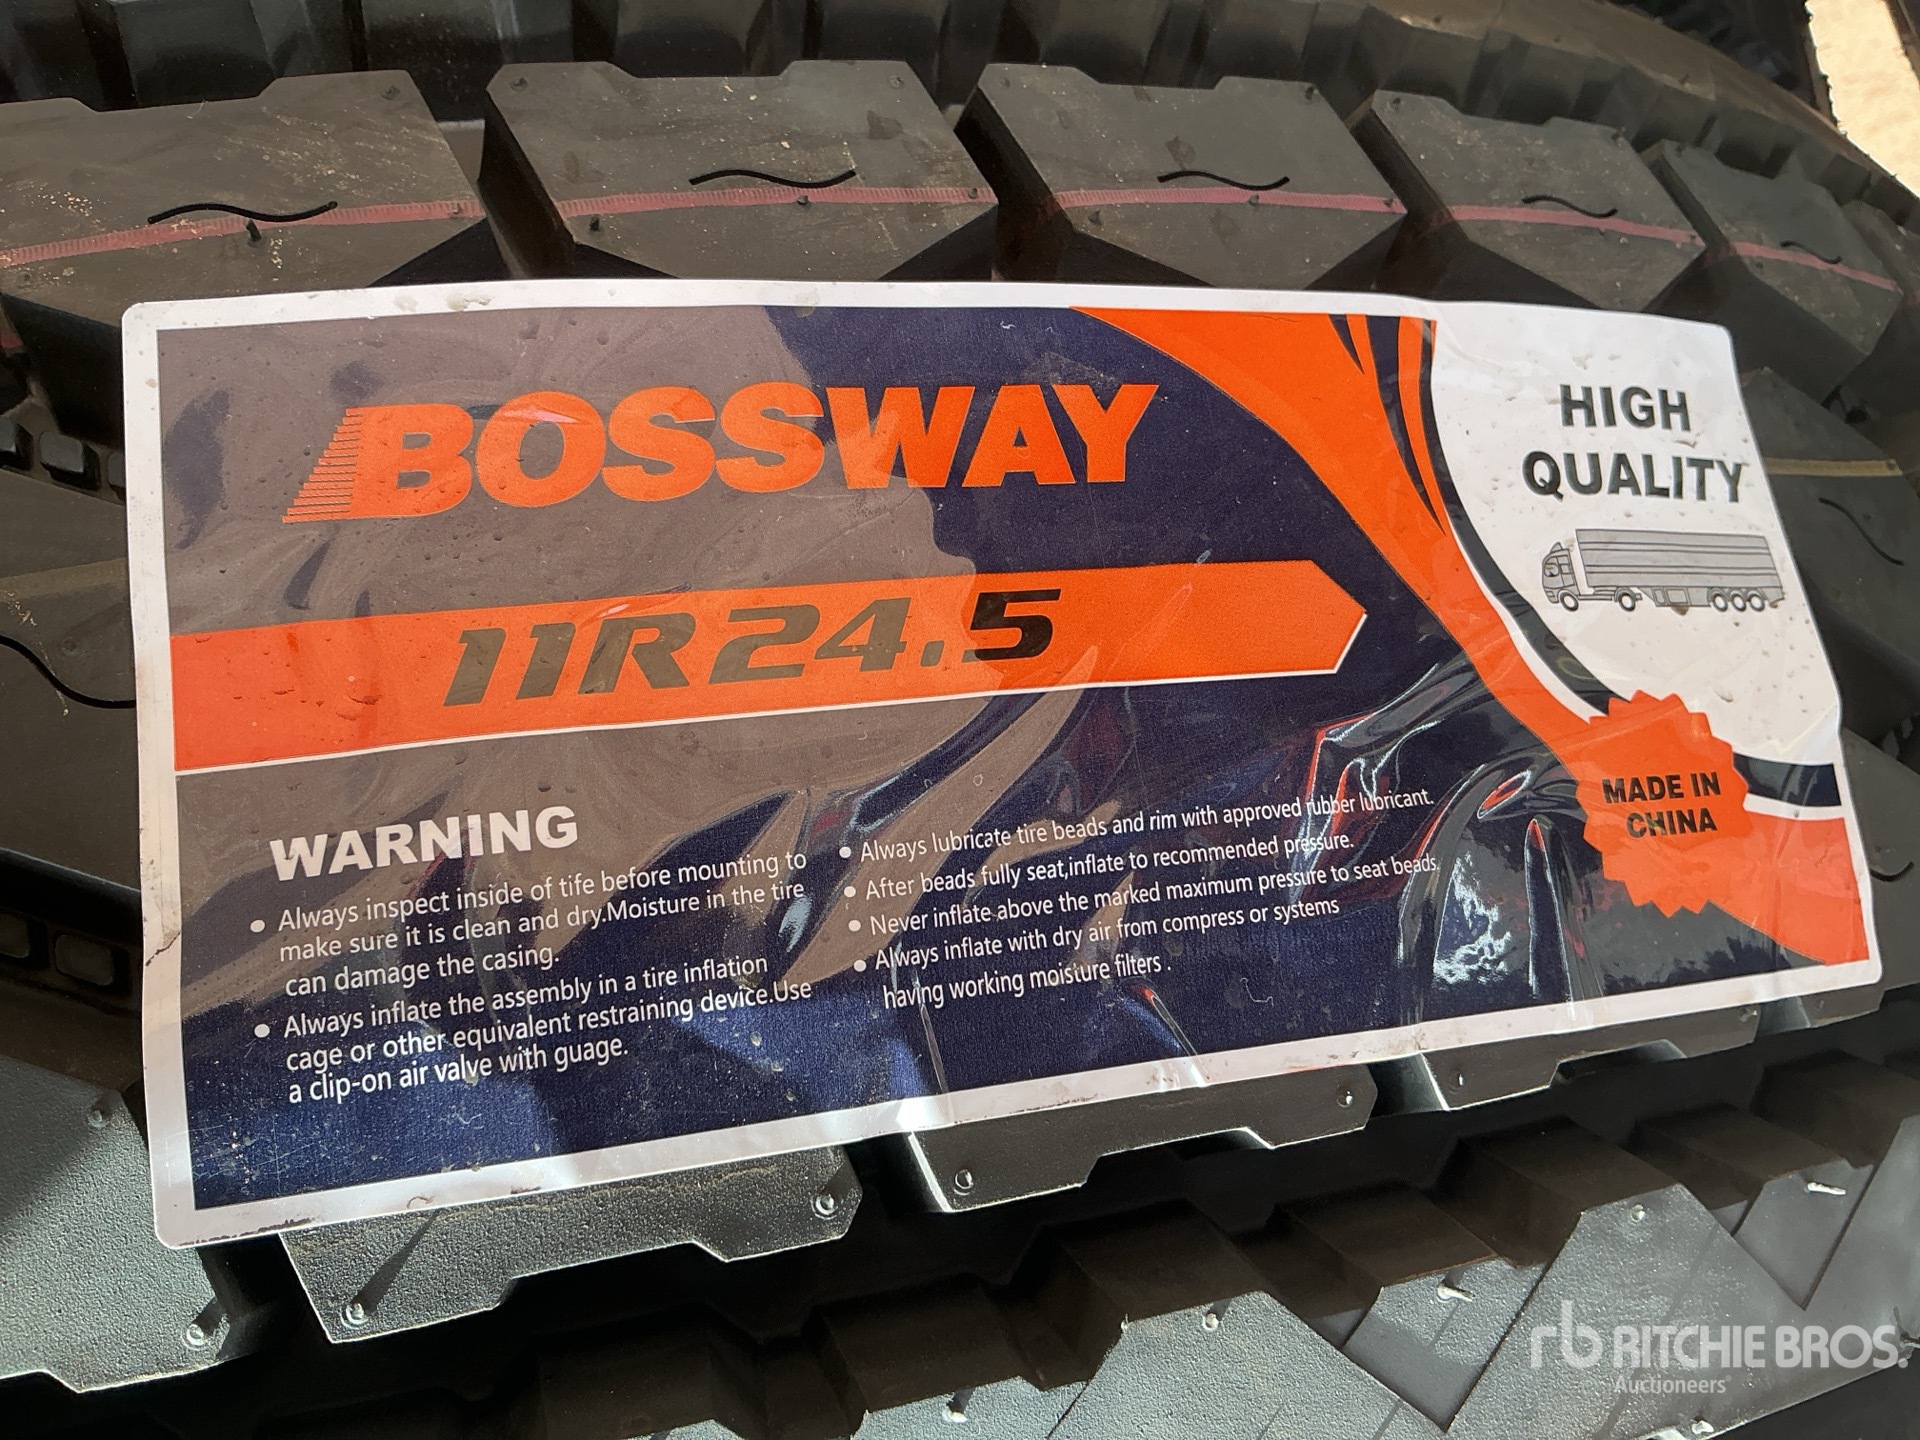 BOSSWAY
11R24.5
HIGH
QUALITY
MADE IN
CHINA
WARNING
● Always inspect inside of tife before mounting to
make sure it is clean and dry.Moisture in the tire
can damage the casing.
● Always inflate the assembly in a tire inflation
cage or other equivalent restraining device.Use
a clip-on air valve with guage.
● Always lubricate tire beads and rim with approved rubber lubricant.
● After beads fully seat,inflate to recommended pressure.
● Never inflate above the marked maximum pressure to seat beads.
● Always inflate with dry air from compress or systems
having working moisture filters .
rb RITCHIE BROS.
Auctioneers